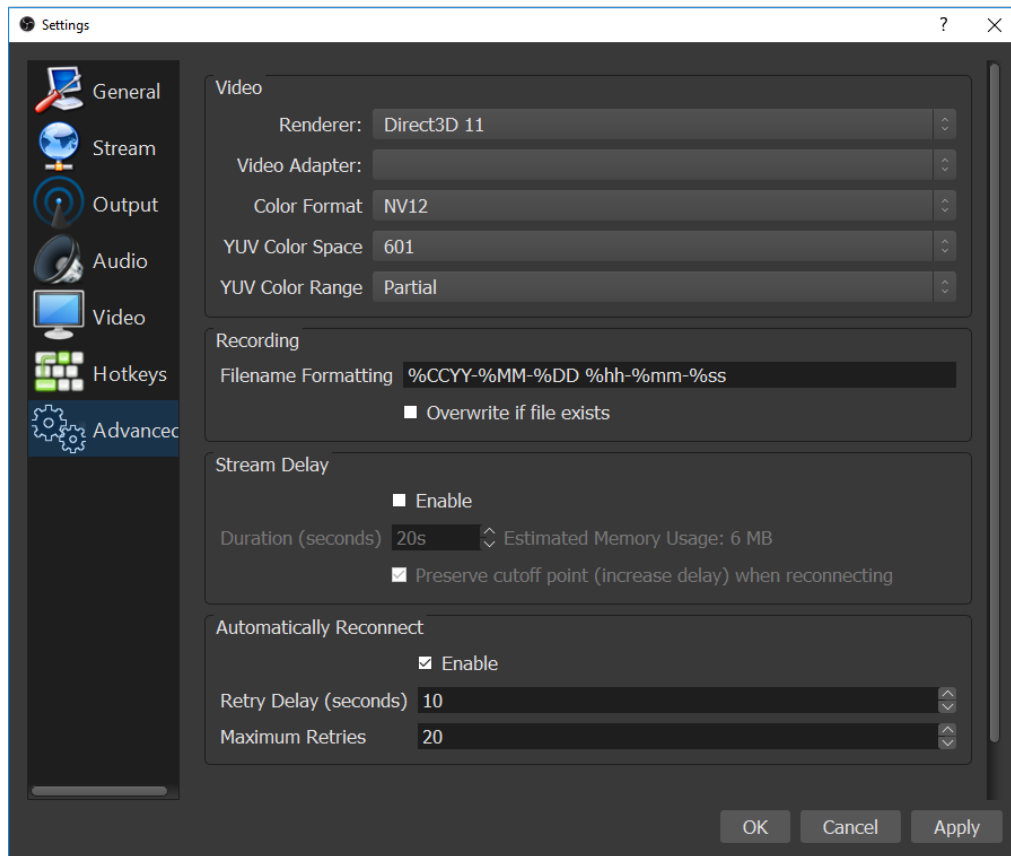 Settings
?
General
Stream
Output
Audio
Video
Hotkeys
Advanced
Video
Renderer: Direct3D 11
Video Adapter:
Color Format NV12
YUV Color Space 601
YUV Color Range Partial
Recording
Filename Formatting %CCYY-%MM-%DD %hh-%mm-%ss
Overwrite if file exists
Stream Delay
Enable
Duration (seconds) 20s Estimated Memory Usage: 6 MB
Preserve cutoff point (increase delay) when reconnecting
Automatically Reconnect
Enable
Retry Delay (seconds) 10
Maximum Retries 20
OK Cancel Apply